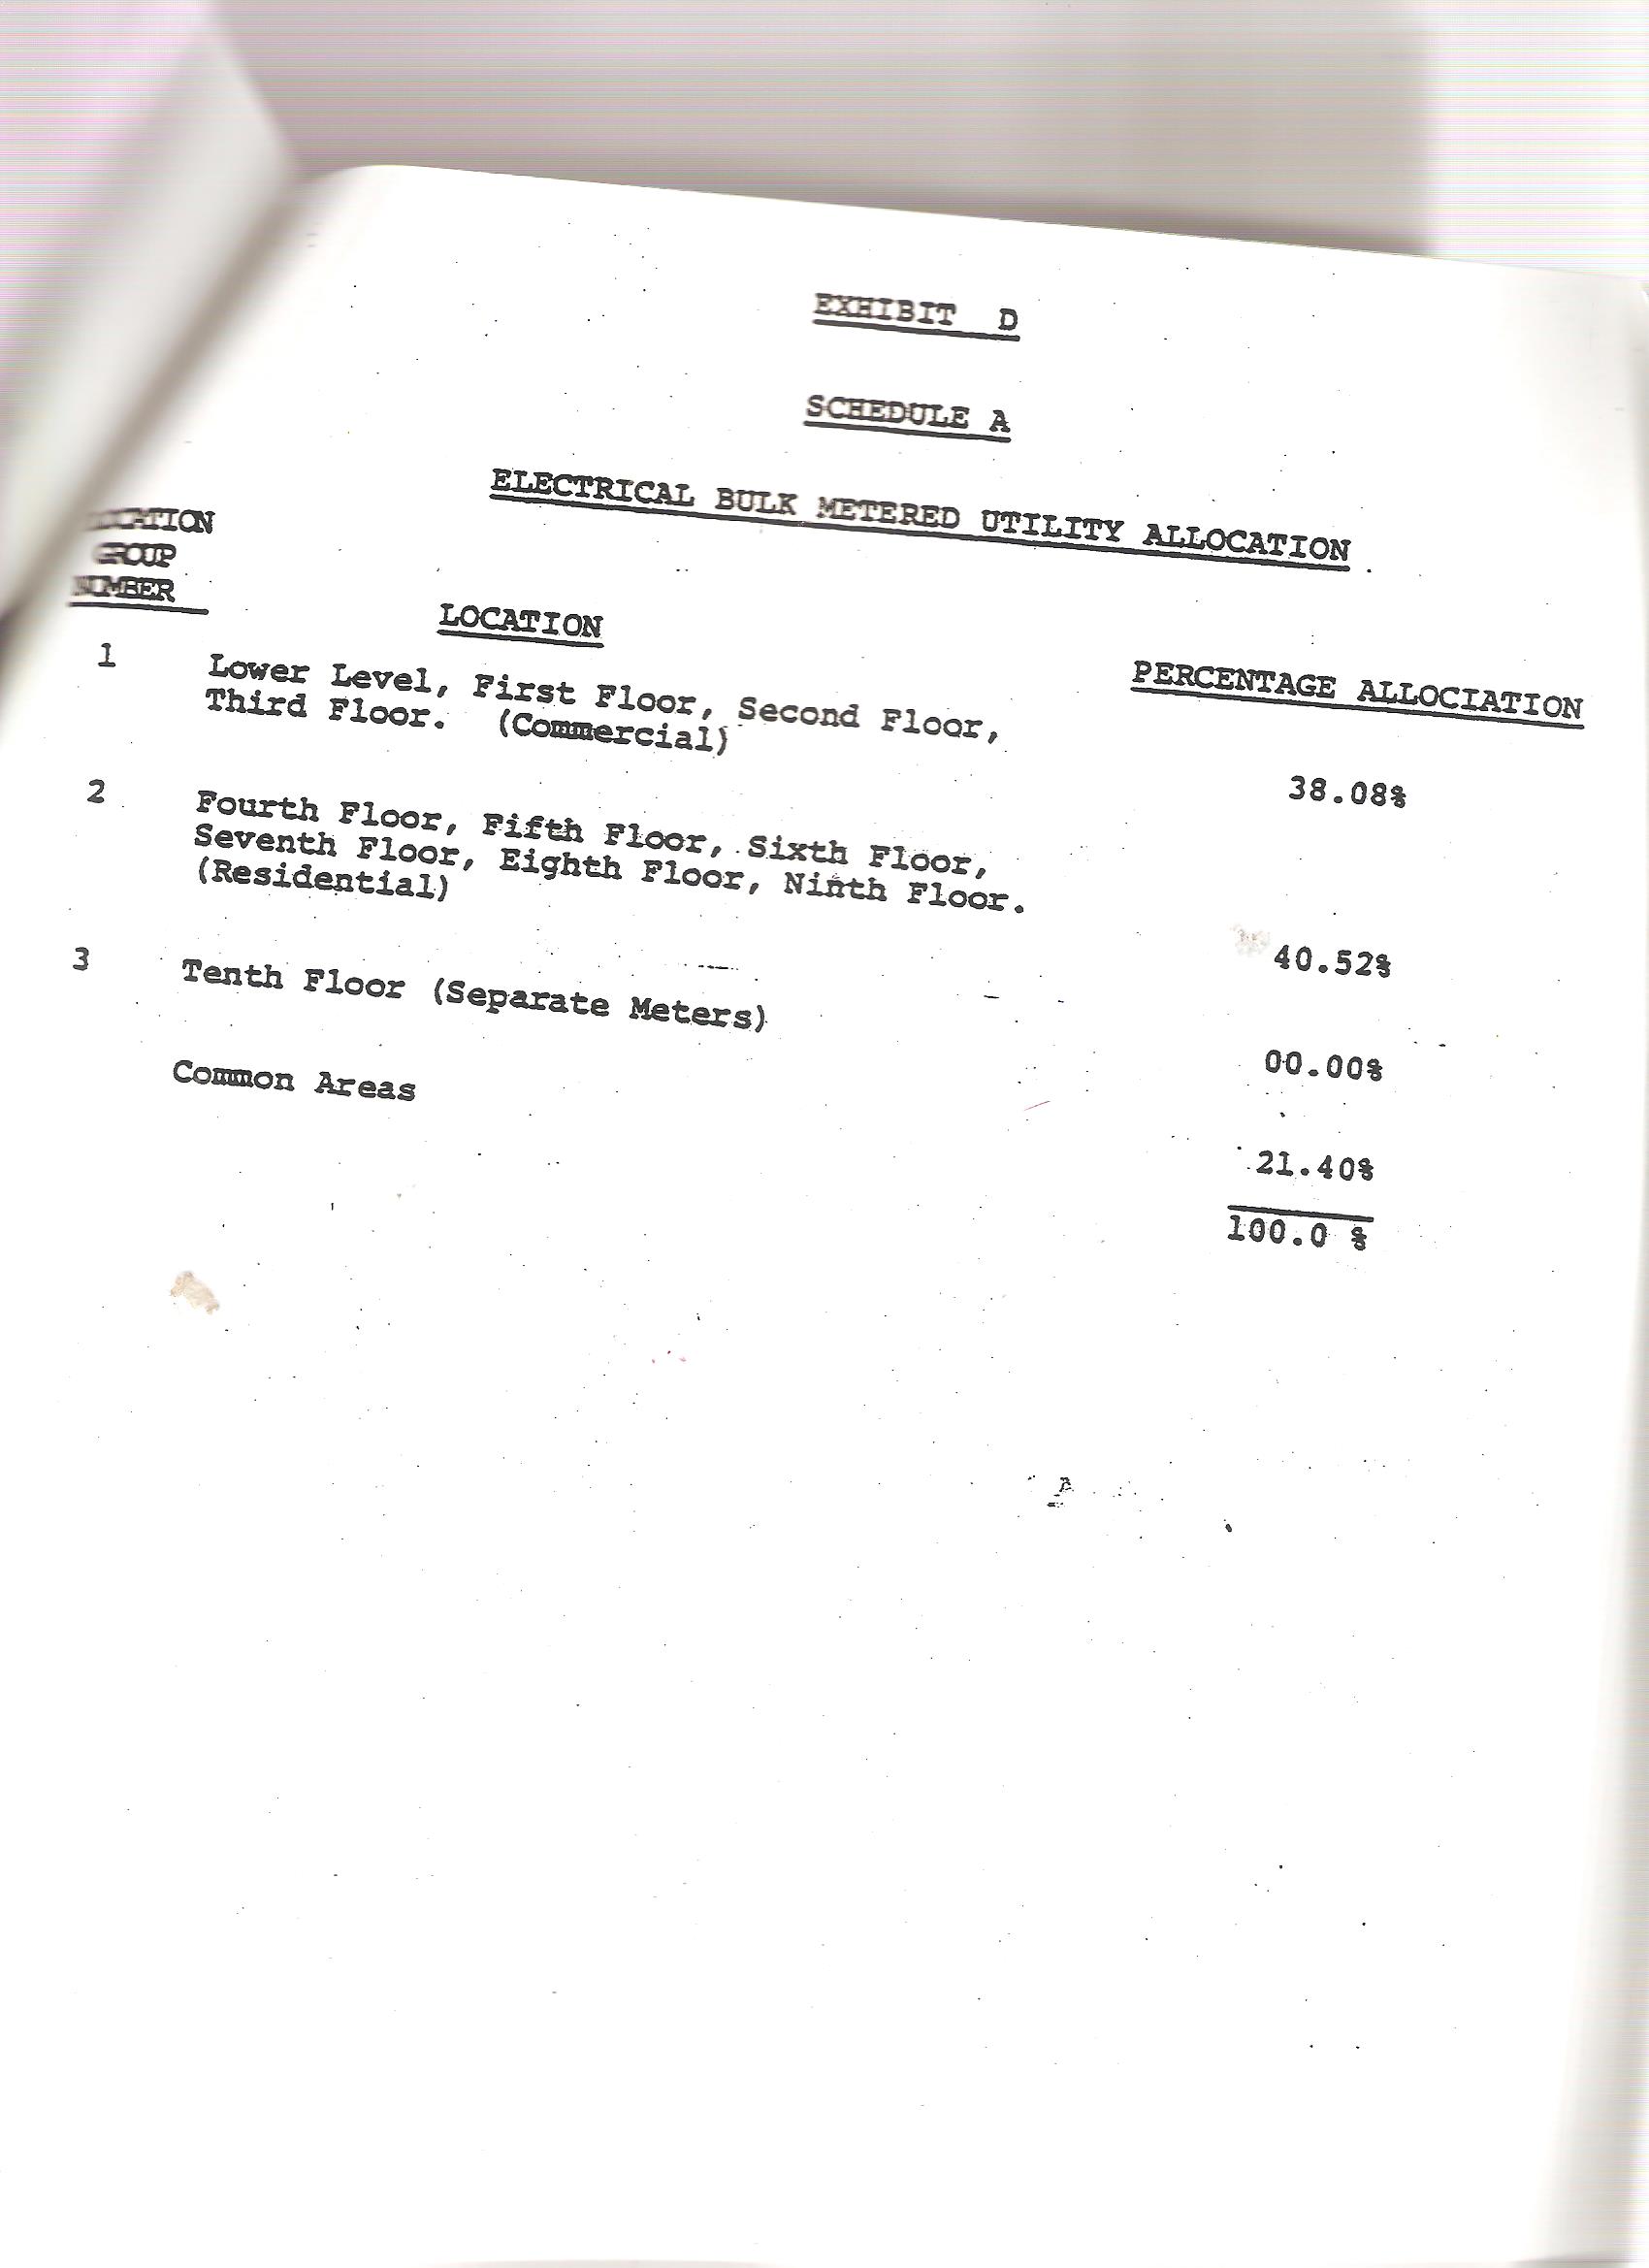 EXHIBIT D
SCHEDULE A
ELECTRICAL BULK METERED UTILITY ALLOCATION
LOCATION
GROUP
NUMBER
LOCATION
PERCENTAGE ALLOCIATION
1 Lower Level, First Floor, Second Floor,
Third Floor. (Commercial)
38.08%
2 Fourth Floor, Fifth Floor, Sixth Floor,
Seventh Floor, Eighth Floor, Ninth Floor.
(Residential)
40.52%
3 Tenth Floor (Separate Meters)
00.00%
Common Areas
21.40%
100.0 %